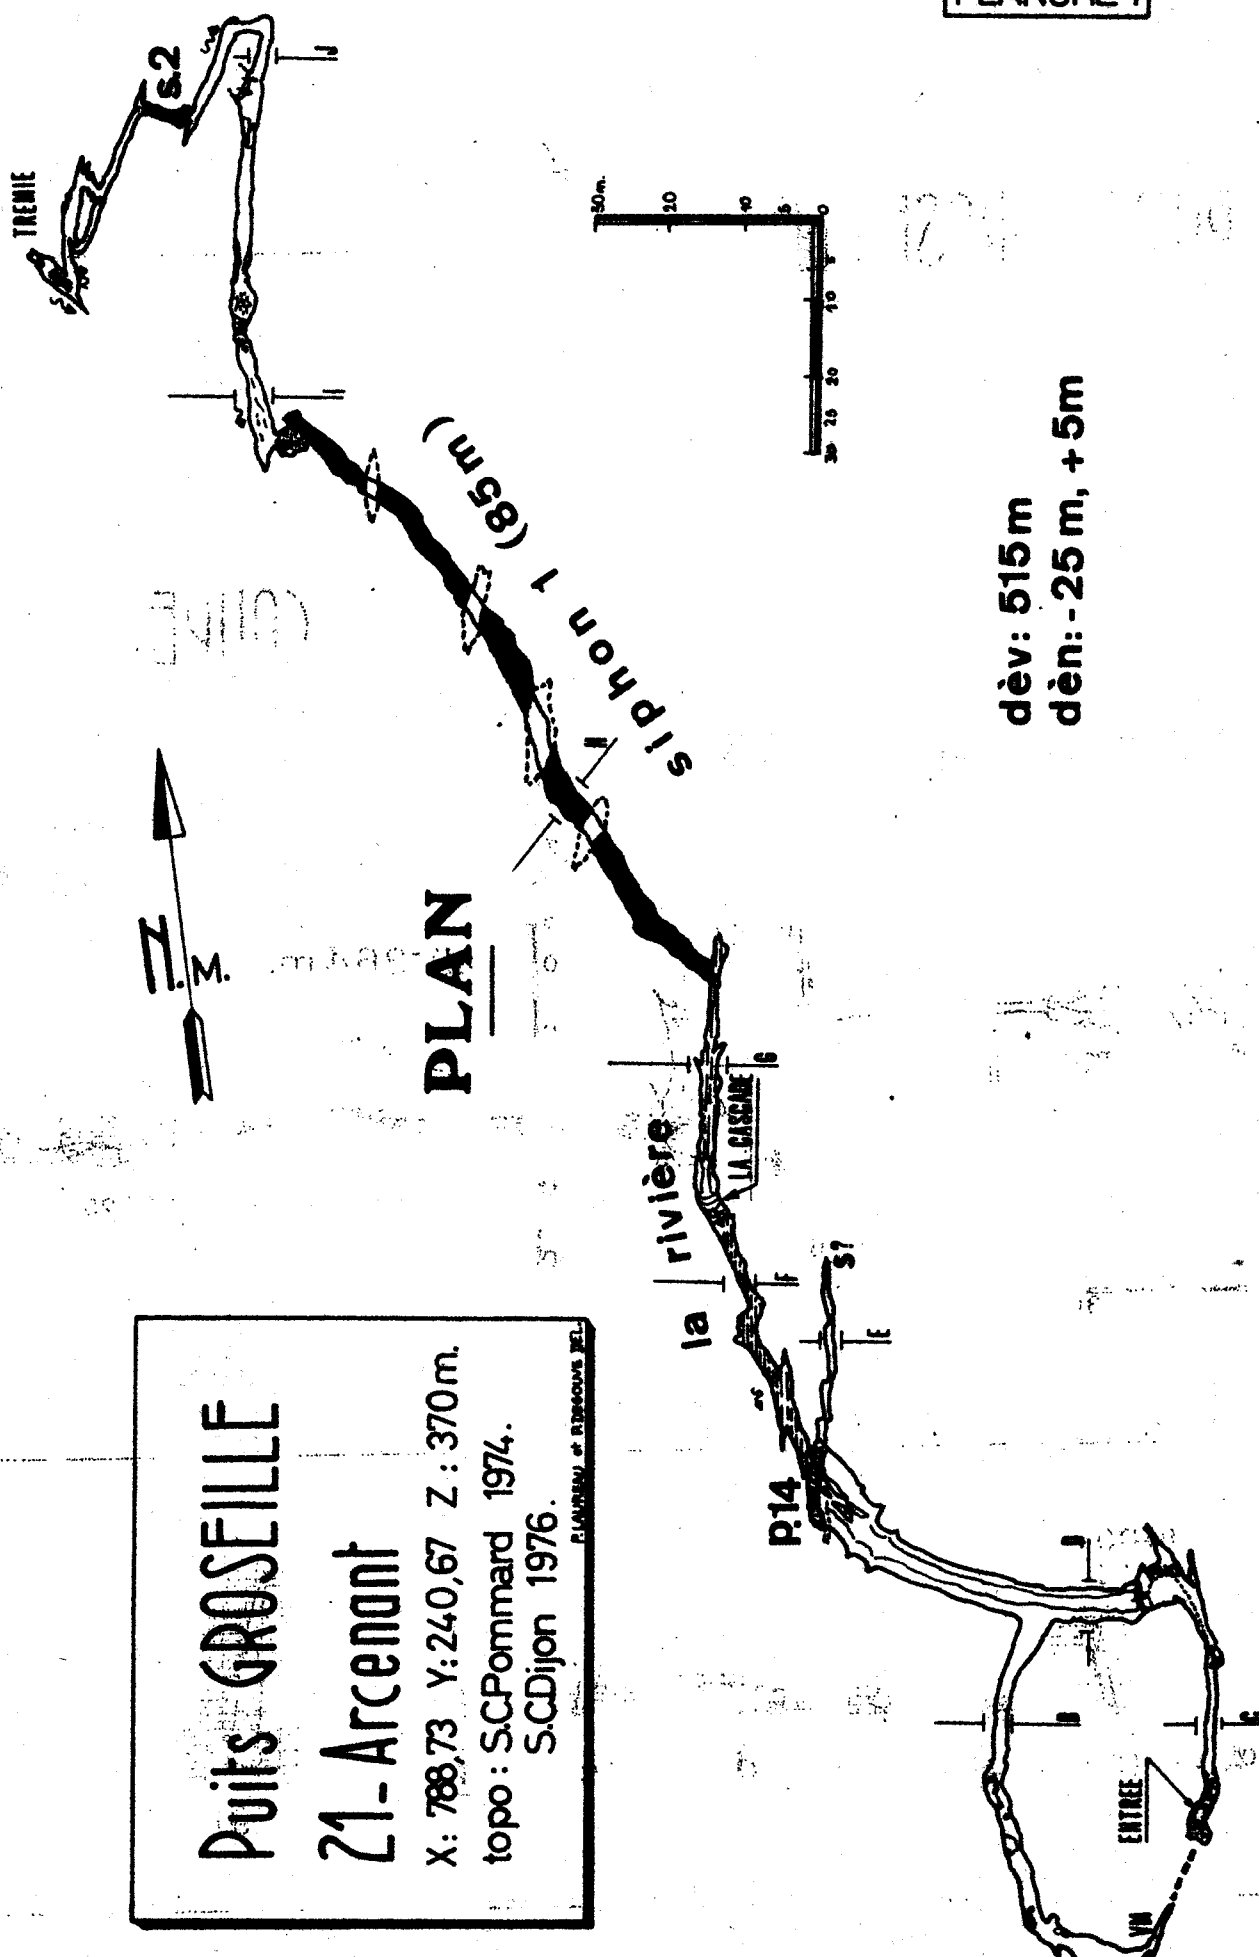 Puits GROSEILLE
21-Arcenant
X: 788,73 Y: 240,67 Z: 370m.
topo: S.C.Pommard 1974.
S.C.Dijon 1976.
PLAN
N.
M.
TREMIE
s.2
siphon 1 (85m)
la rivière
LA CASCADE
P.14
S?
ENTREE
30m.
20
10
5
0
5
10
20
25
30
dèv: 515m
dèn: -25m, +5m
J
I
H
G
F
E
D
B
C